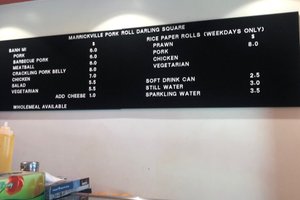 MARRICKVILLE PORK ROLL DARLING SQUARE
$
BANH MI
PORK 6.0
BARBECUE PORK 6.0
MEATBALL 6.0
CRACKLING PORK BELLY 8.0
CHICKEN 7.0
SALAD 5.5
VEGETARIAN 5.5
ADD CHEESE 1.0
WHOLEMEAL AVAILABLE
RICE PAPER ROLLS (WEEKDAYS ONLY)
$
PRAWN 8.0
PORK
CHICKEN
VEGETARIAN
SOFT DRINK CAN 2.5
STILL WATER 3.0
SPARKLING WATER 3.5